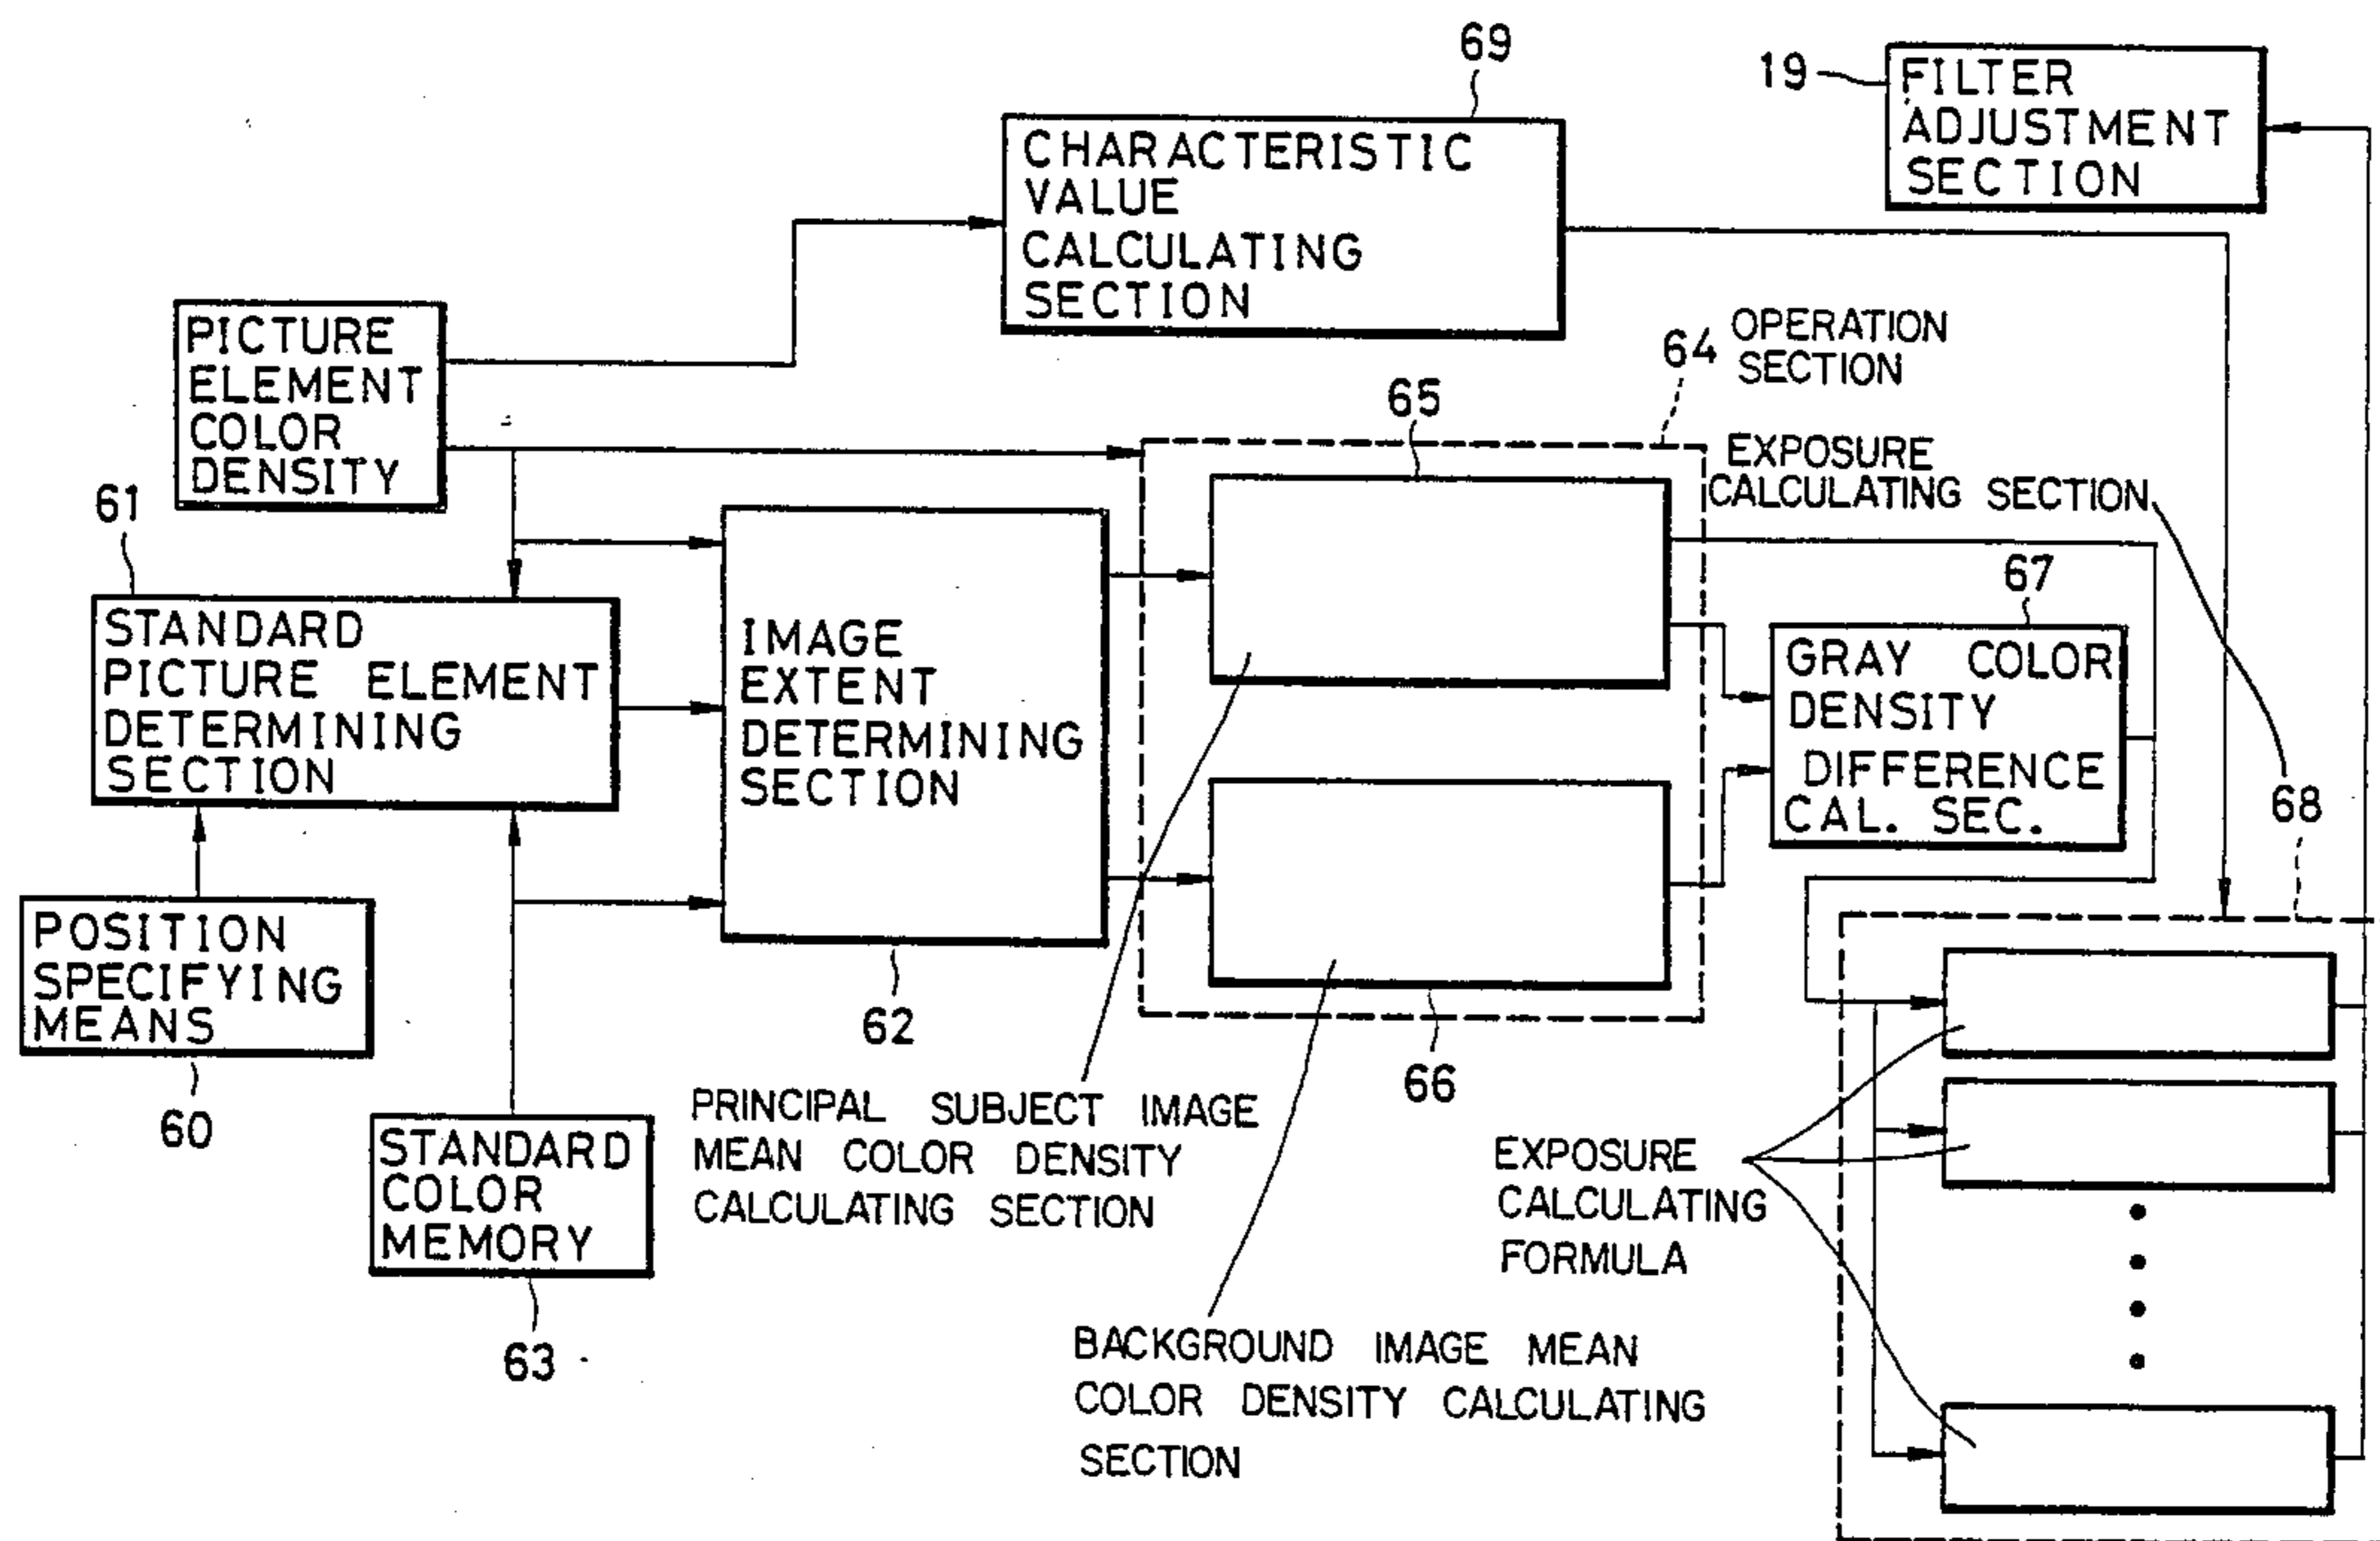 69
19
FILTER
ADJUSTMENT
SECTION
CHARACTERISTIC
VALUE
CALCULATING
SECTION
PICTURE
ELEMENT
COLOR
DENSITY
64
OPERATION
SECTION
65
EXPOSURE
CALCULATING SECTION
61
STANDARD
PICTURE ELEMENT
DETERMINING
SECTION
IMAGE
EXTENT
DETERMINING
SECTION
67
GRAY COLOR
DENSITY
DIFFERENCE
CAL. SEC.
68
POSITION
SPECIFYING
MEANS
60
62
66
STANDARD
COLOR
MEMORY
63
PRINCIPAL SUBJECT IMAGE
MEAN COLOR DENSITY
CALCULATING SECTION
EXPOSURE
CALCULATING
FORMULA
BACKGROUND IMAGE MEAN
COLOR DENSITY CALCULATING
SECTION